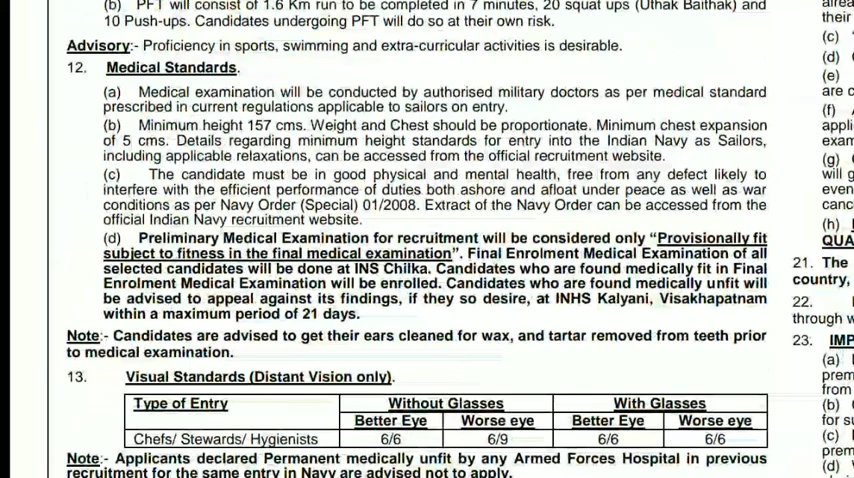 (b) PFT will consist of 1.6 Km run to be completed in 7 minutes, 20 squat ups (Uthak Baithak) and
10 Push-ups. Candidates undergoing PFT will do so at their own risk.
Advisory:- Proficiency in sports, swimming and extra-curricular activities is desirable.
12. Medical Standards.
(a) Medical examination will be conducted by authorised military doctors as per medical standard
prescribed in current regulations applicable to sailors on entry.
(b) Minimum height 157 cms. Weight and Chest should be proportionate. Minimum chest expansion
of 5 cms. Details regarding minimum height standards for entry into the Indian Navy as Sailors,
including applicable relaxations, can be accessed from the official recruitment website.
(c) The candidate must be in good physical and mental health, free from any defect likely to
interfere with the efficient performance of duties both ashore and afloat under peace as well as war
conditions as per Navy Order (Special) 01/2008. Extract of the Navy Order can be accessed from the
official Indian Navy recruitment website.
(d) Preliminary Medical Examination for recruitment will be considered only “Provisionally fit
subject to fitness in the final medical examination”. Final Enrolment Medical Examination of all
selected candidates will be done at INS Chilka. Candidates who are found medically fit in Final
Enrolment Medical Examination will be enrolled. Candidates who are found medically unfit will
be advised to appeal against its findings, if they so desire, at INHS Kalyani, Visakhapatnam
within a maximum period of 21 days.
Note:- Candidates are advised to get their ears cleaned for wax, and tartar removed from teeth prior
to medical examination.
13. Visual Standards (Distant Vision only).
Type of Entry Without Glasses With Glasses
Better Eye Worse eye Better Eye Worse eye
Chefs/ Stewards/ Hygienists 6/6 6/9 6/6 6/6
Note:- Applicants declared Permanent medically unfit by any Armed Forces Hospital in previous
recruitment for the same entry in Navy are advised not to apply.
their
(c)
(d)
(e)
are
(f)
(g)
will
even
(h)
QUA
21. The
country,
22.
through
23. IMP
(a)
prem
from
(b)
for
(c)
prem
(d)